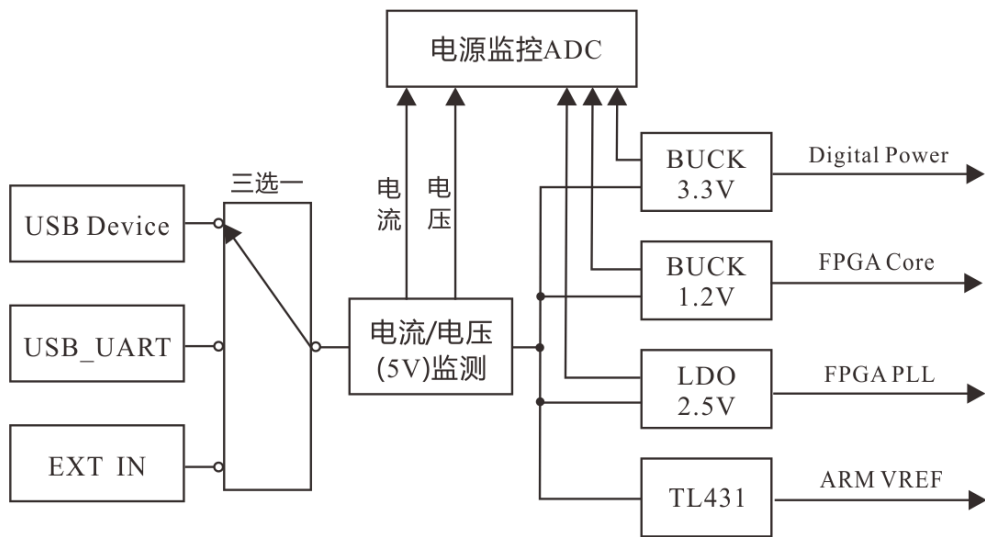 电源监控ADC
三选一
电流
电压
USB Device
USB_UART
EXT IN
电流/电压
(5V)监测
BUCK
3.3V
Digital Power
BUCK
1.2V
FPGA Core
LDO
2.5V
FPGA PLL
TL431
ARM VREF